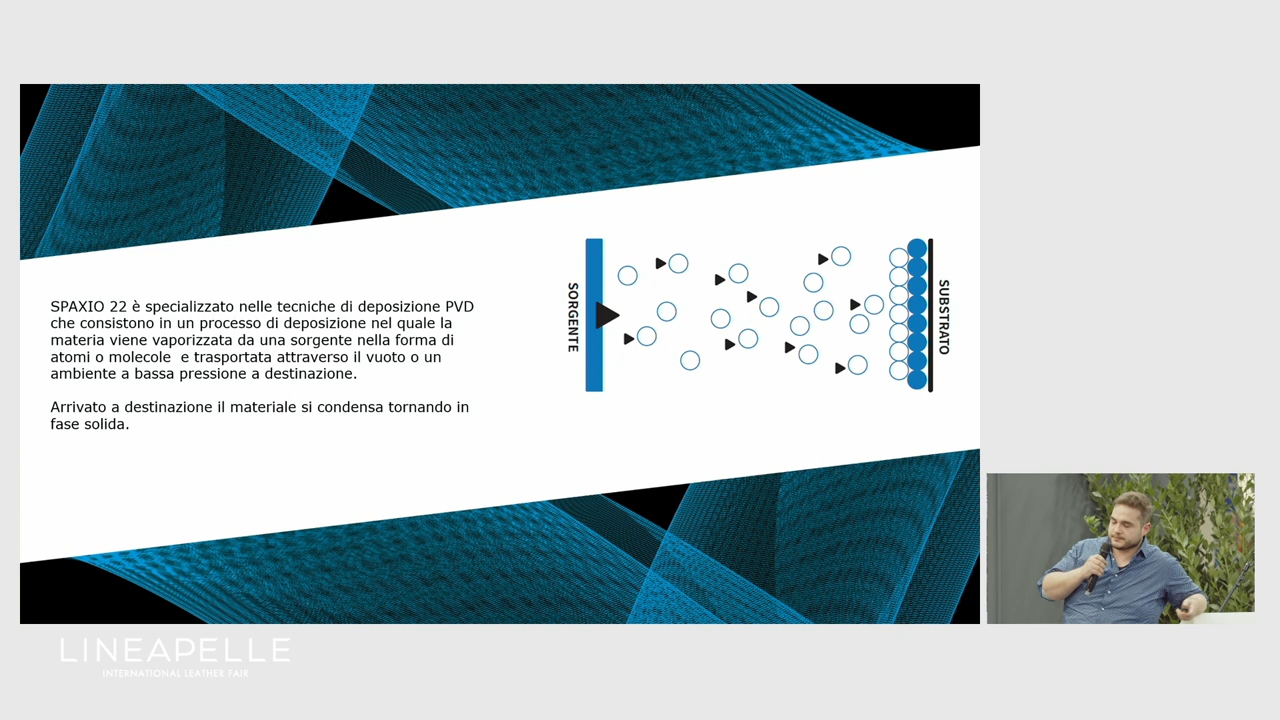 SPAXIO 22 è specializzato nelle tecniche di deposizione PVD
che consistono in un processo di deposizione nel quale la
materia viene vaporizzata da una sorgente nella forma di
atomi o molecole  e trasportata attraverso il vuoto o un
ambiente a bassa pressione a destinazione.
Arrivato a destinazione il materiale si condensa tornando in
fase solida.
SORGENTE
SUBSTRATO
LINEAPELLE
INTERNATIONAL LEATHER FAIR